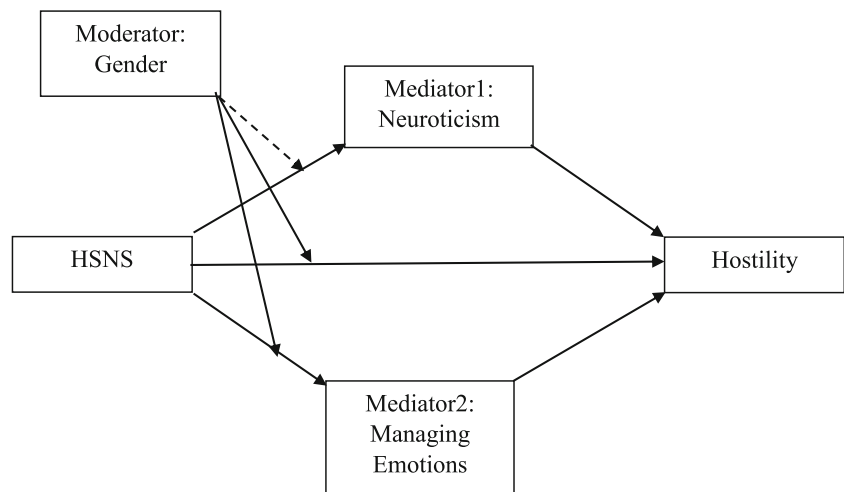 Moderator:
Gender
Mediator1:
Neuroticism
HSNS
Hostility
Mediator2:
Managing
Emotions